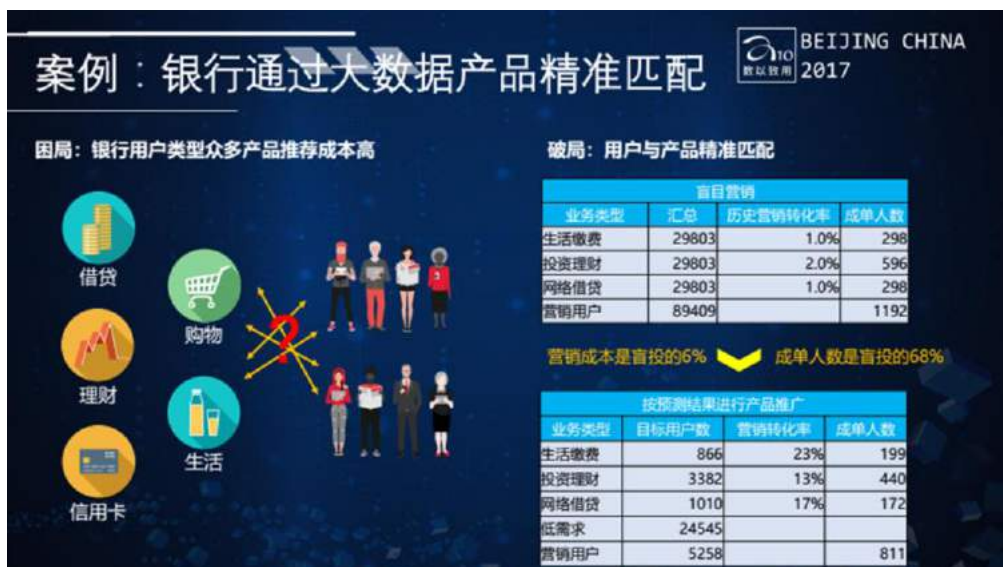 案例：银行通过大数据产品精准匹配
数以致用
BEIJING CHINA
2017
困局：银行用户类型众多产品推荐成本高
借贷
购物
理财
生活
信用卡
?
破局：用户与产品精准匹配
盲目营销
业务类型 汇总 历史营销转化率 成单人数
生活缴费 29803 1.0% 298
投资理财 29803 2.0% 596
网络借贷 29803 1.0% 298
营销用户 89409 1192
营销成本是盲投的6% 成单人数是盲投的68%
按预测结果进行产品推广
业务类型 目标用户数 营销转化率 成单人数
生活缴费 866 23% 199
投资理财 3382 13% 440
网络借贷 1010 17% 172
低需求 24545
营销用户 5258 811